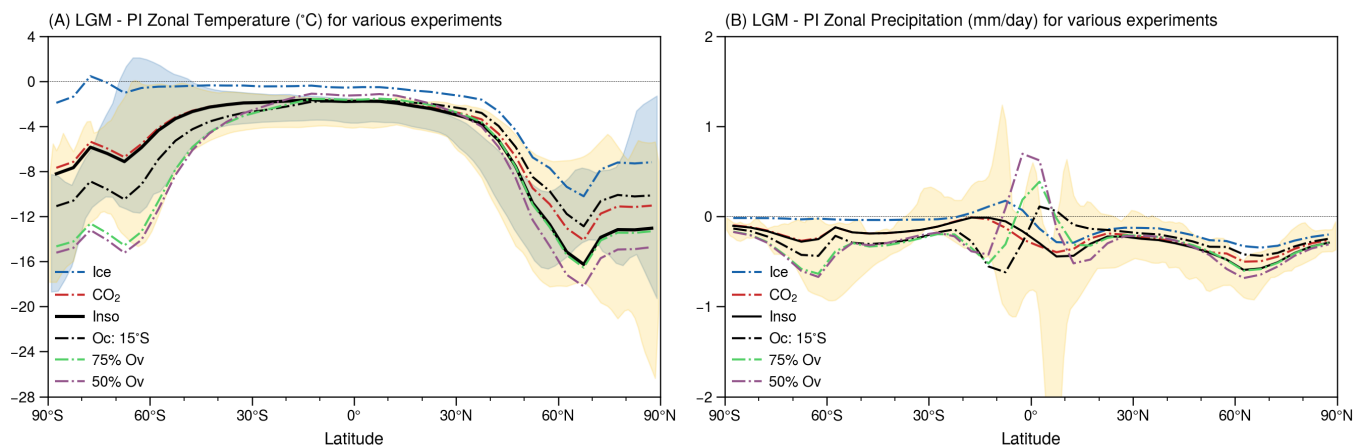 (A) LGM - PI Zonal Temperature (°C) for various experiments
4
0
−4
−8
−12
−16
−20
−24
−28
Ice
CO₂
Inso
Oc: 15°S
75% Ov
50% Ov
90°S 60°S 30°S 0° 30°N 60°N 90°N
Latitude
(B) LGM - PI Zonal Precipitation (mm/day) for various experiments
2
1
0
−1
−2
Ice
CO₂
Inso
Oc: 15°S
75% Ov
50% Ov
90°S 60°S 30°S 0° 30°N 60°N 90°N
Latitude